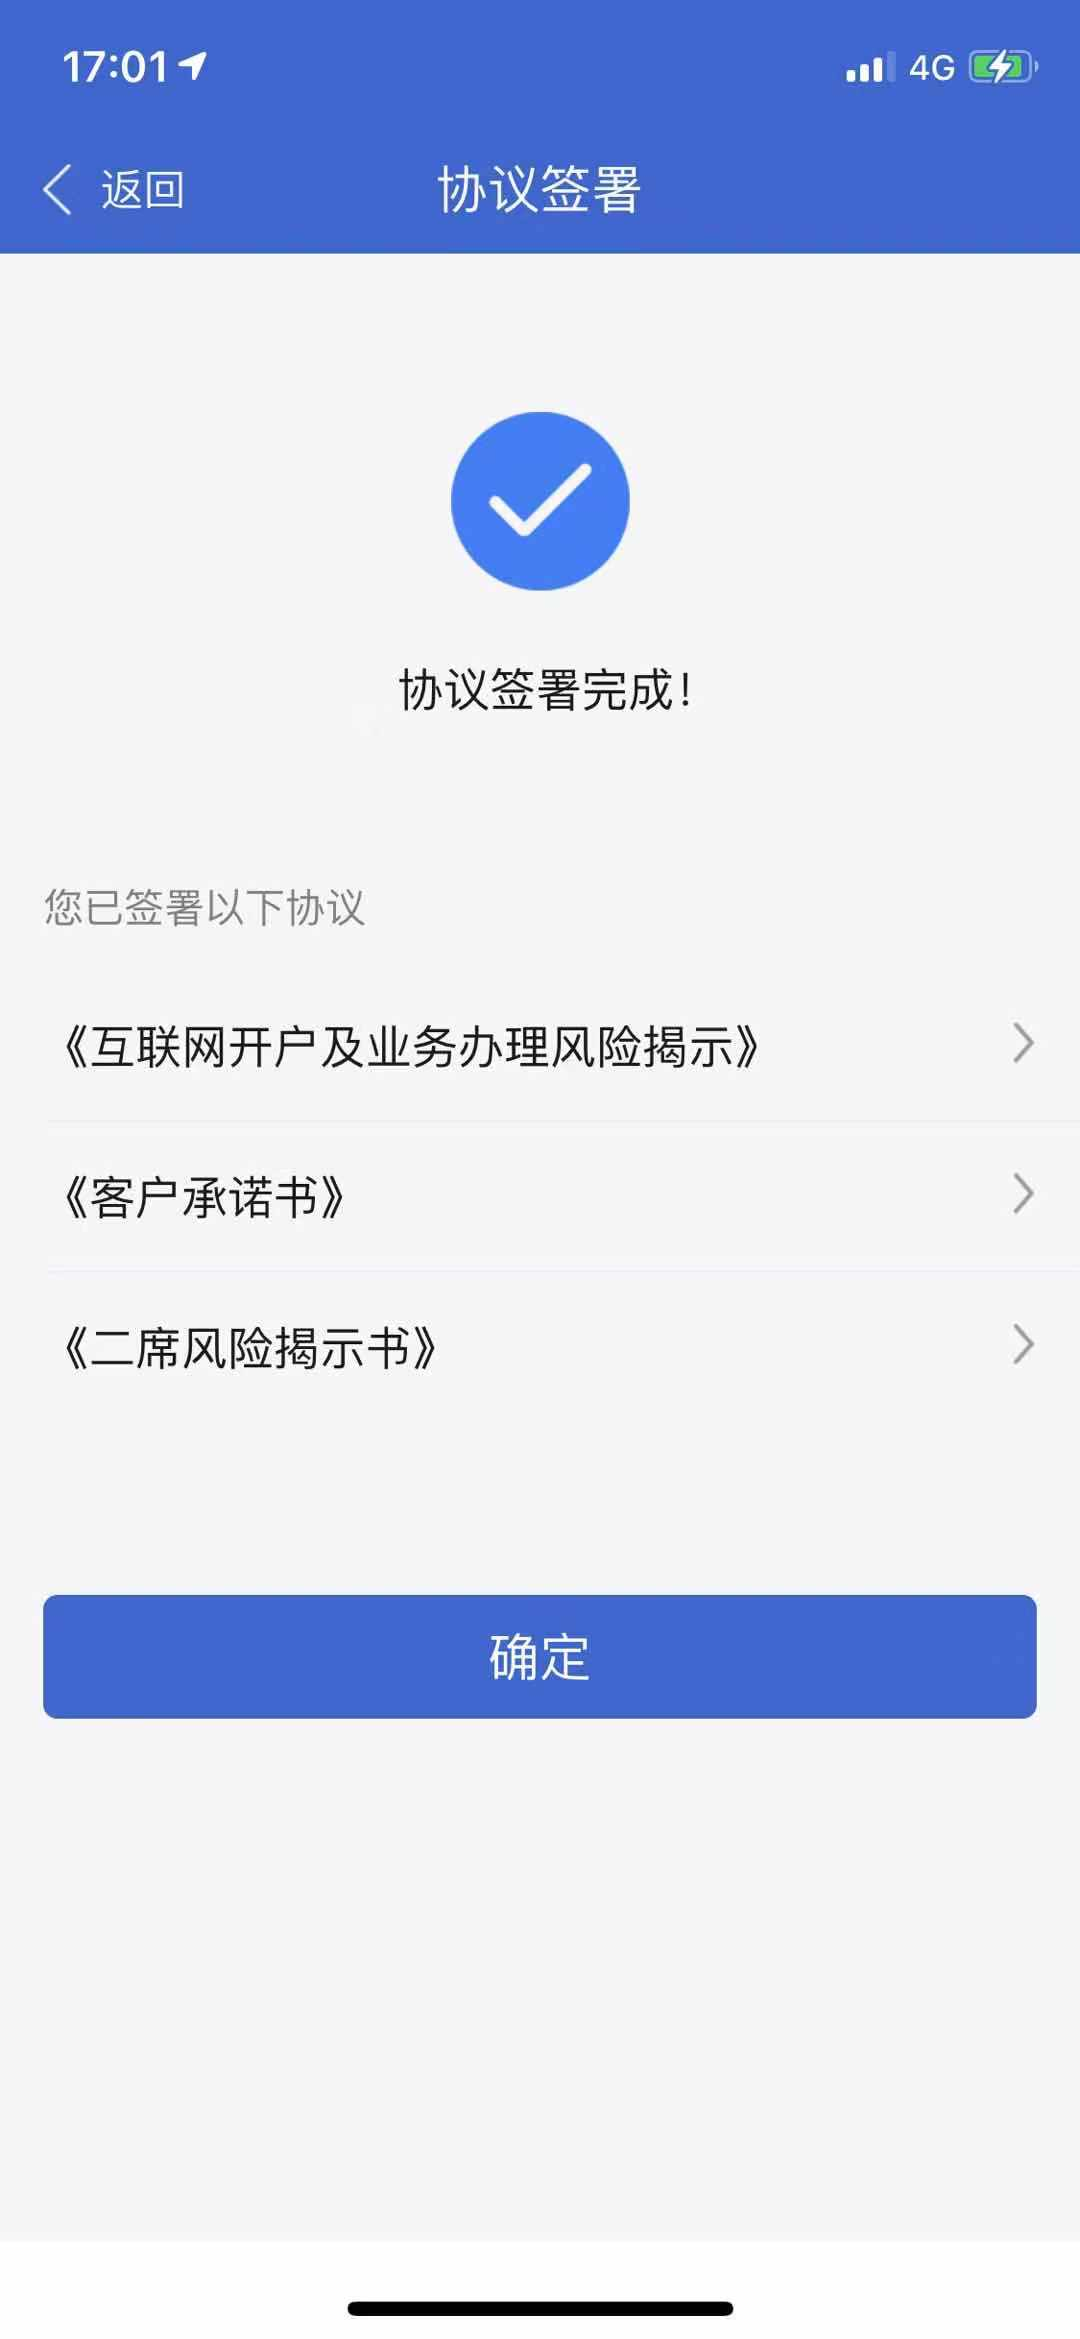 17:01
4G
返回
协议签署
协议签署完成！
您已签署以下协议
《互联网开户及业务办理风险揭示》
《客户承诺书》
《二席风险揭示书》
确定